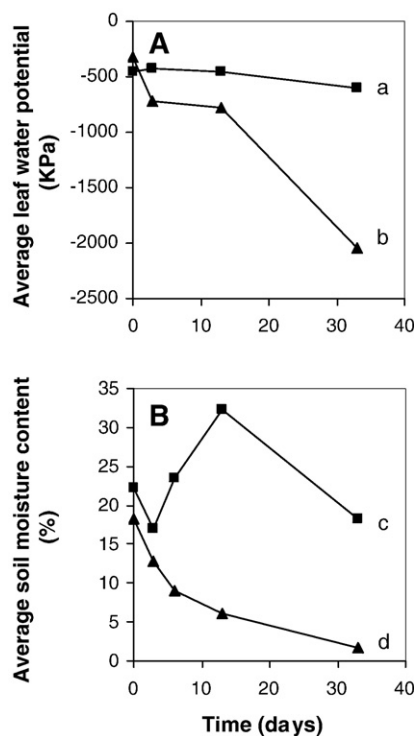 0
-500
-1000
-1500
-2000
-2500
Average leaf water potential
(KPa)
A
a
b
0 10 20 30 40
35
30
25
20
15
10
5
0
Average soil moisture content
(%)
B
c
d
0 10 20 30 40
Time (days)